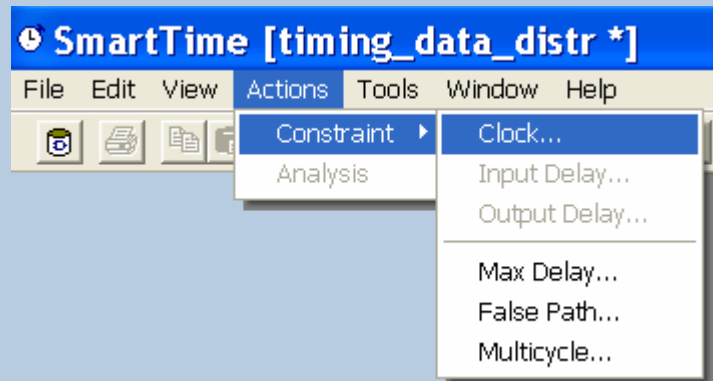 SmartTime [timing_data_distr *]
File Edit View Actions Tools Window Help
Constraint
Analysis
Clock...
Input Delay...
Output Delay...
Max Delay...
False Path...
Multicycle...